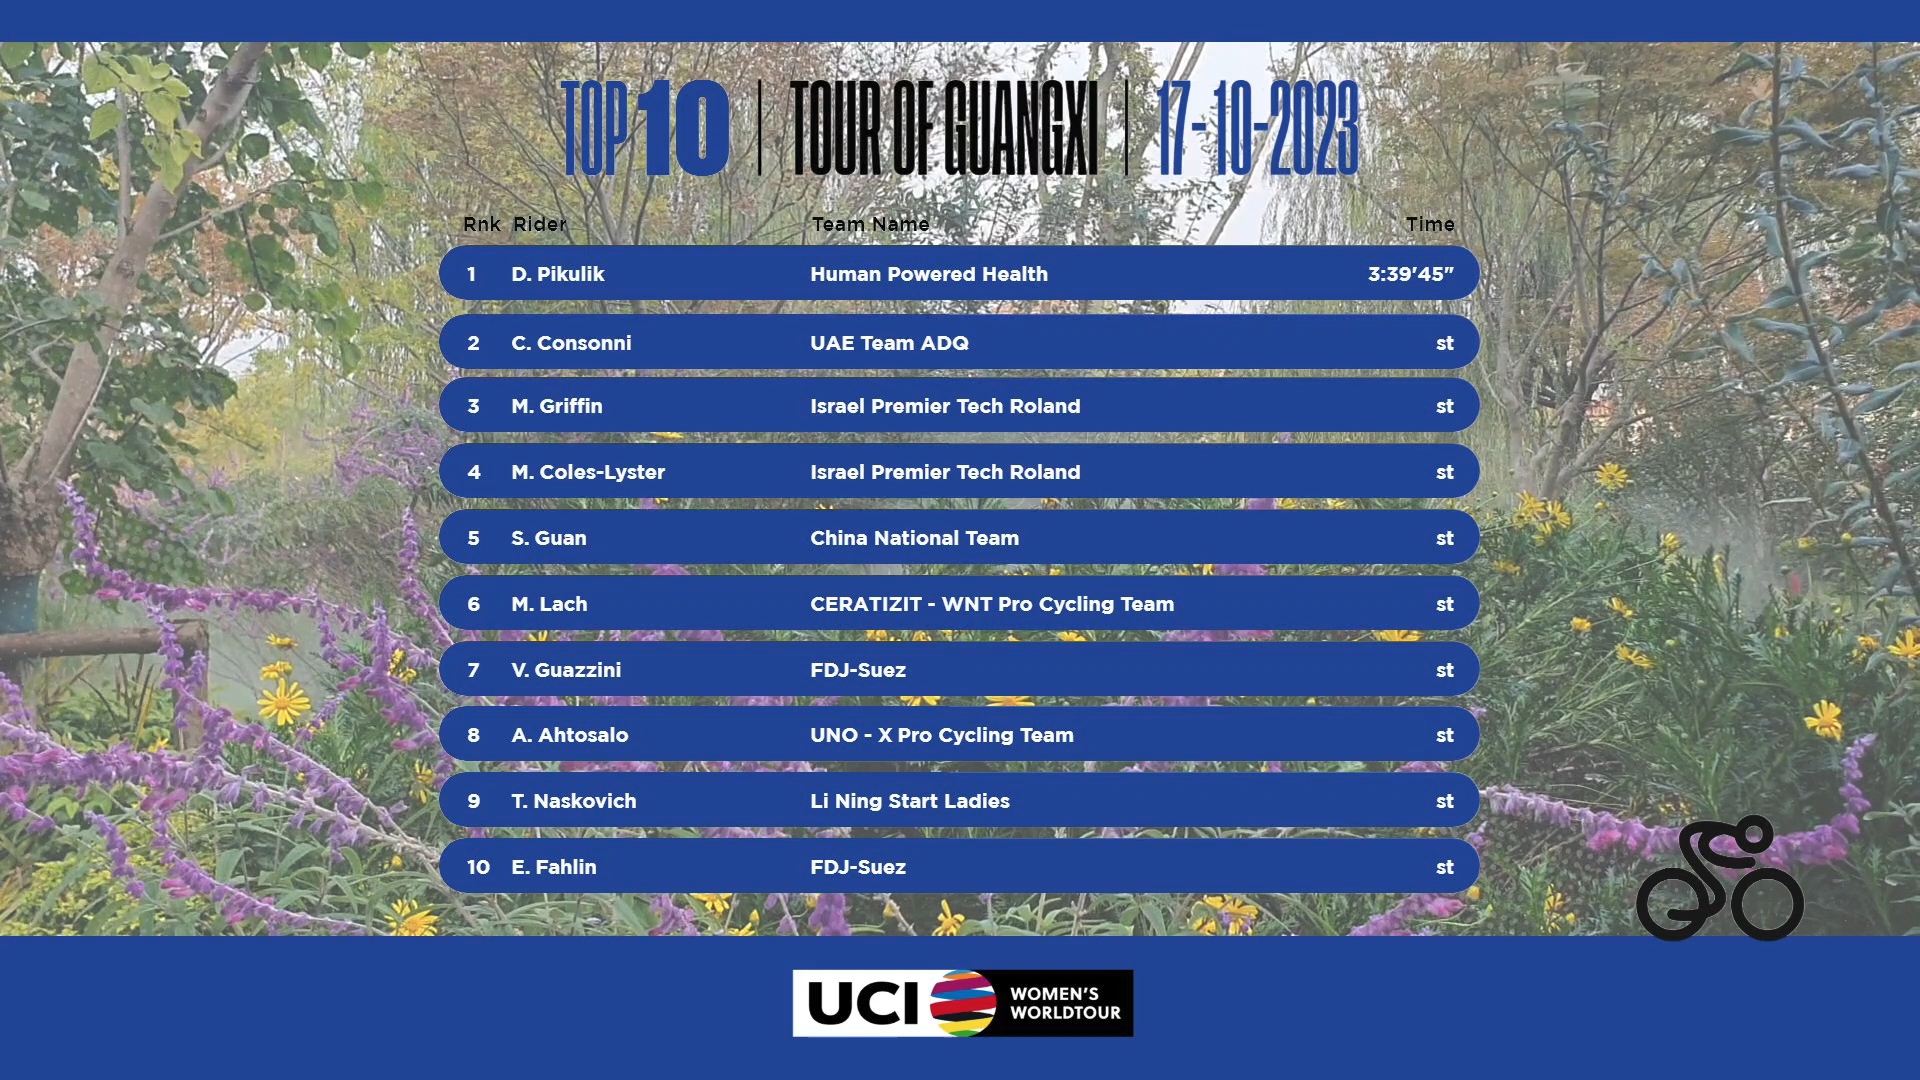 TOP 10 | TOUR OF GUANGXI | 17-10-2023
Rnk Rider Team Name Time
1 D. Pikulik Human Powered Health 3:39'45"
2 C. Consonni UAE Team ADQ st
3 M. Griffin Israel Premier Tech Roland st
4 M. Coles-Lyster Israel Premier Tech Roland st
5 S. Guan China National Team st
6 M. Lach CERATIZIT - WNT Pro Cycling Team st
7 V. Guazzini FDJ-Suez st
8 A. Ahtosalo UNO - X Pro Cycling Team st
9 T. Naskovich Li Ning Start Ladies st
10 E. Fahlin FDJ-Suez st
UCI WOMEN'S
WORLDTOUR